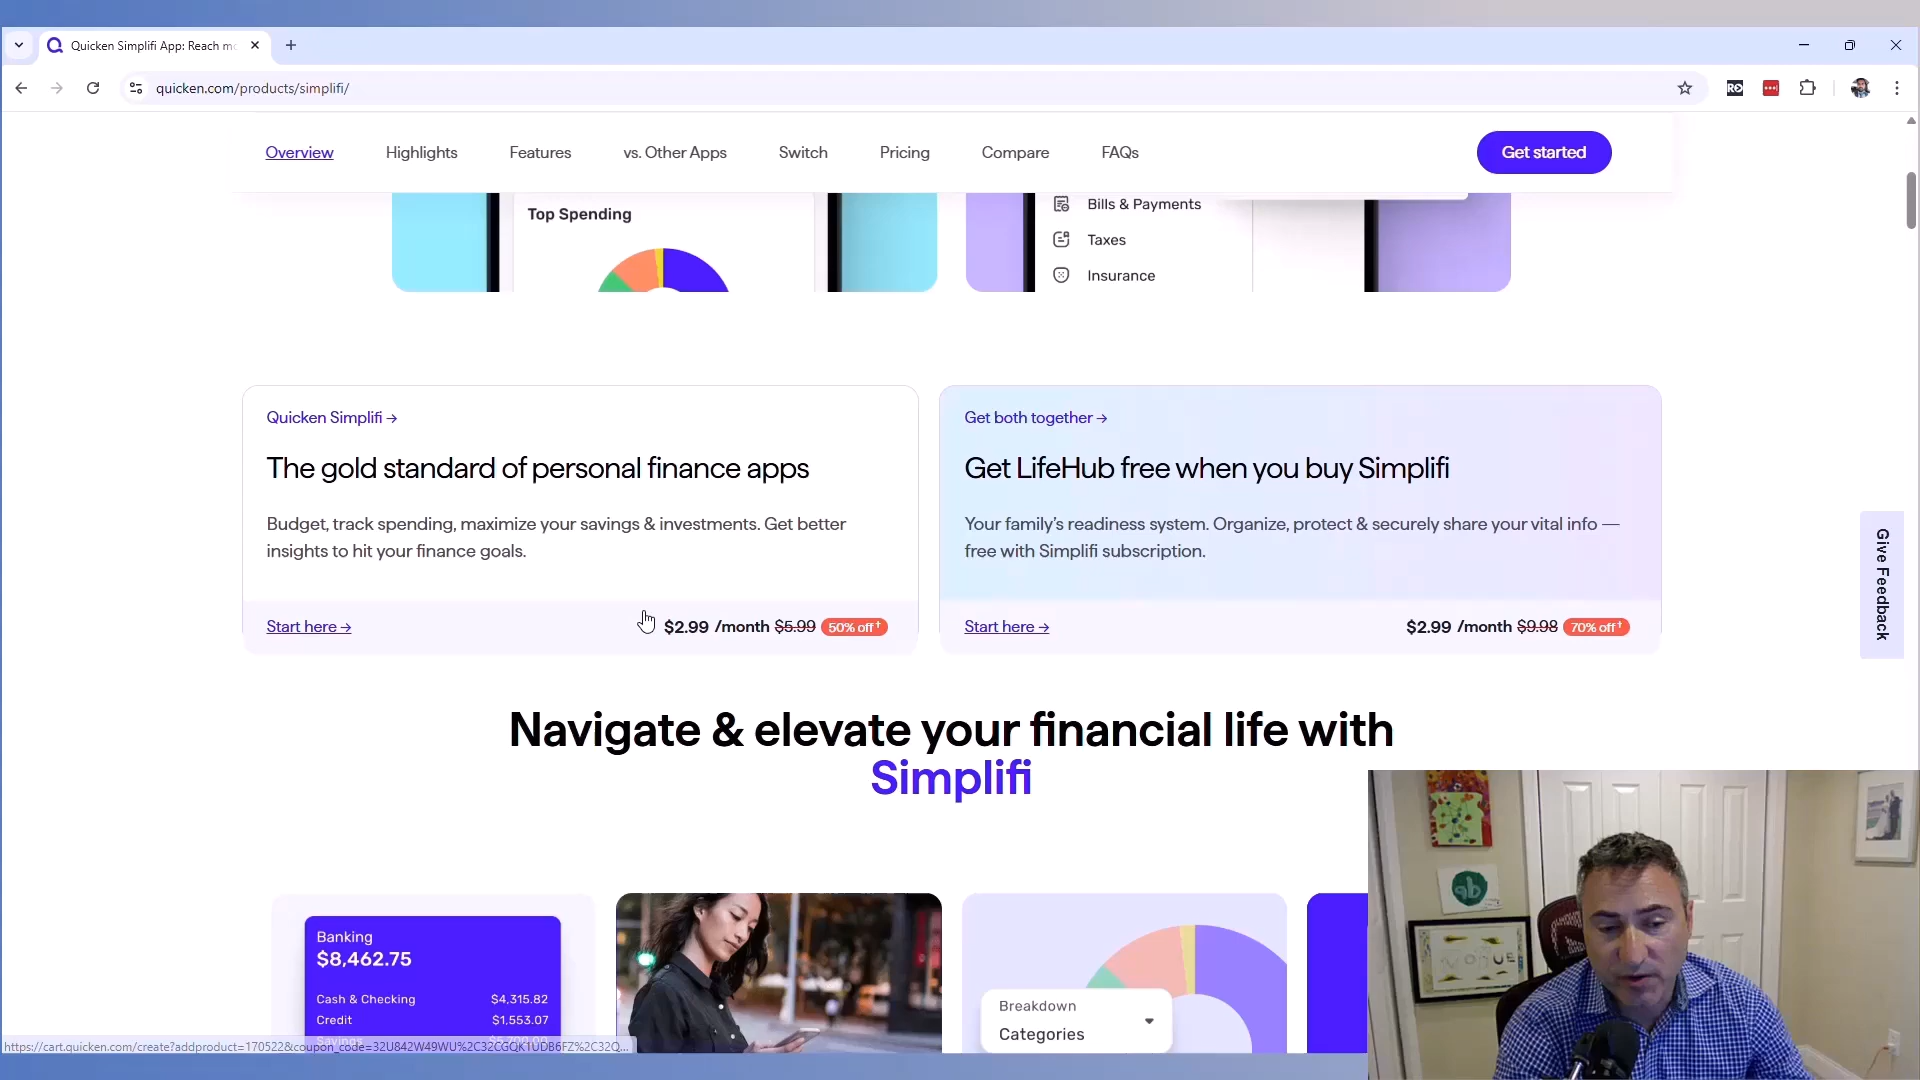 Quicken Simplifi App: Reach m
quicken.com/products/simplifi/
Overview
Highlights
Features
vs. Other Apps
Switch
Pricing
Compare
FAQs
Get started
Top Spending
Bills & Payments
Taxes
Insurance
Quicken Simplifi →
The gold standard of personal finance apps
Budget, track spending, maximize your savings & investments. Get better
insights to hit your finance goals.
Start here →
$2.99 /month $5.99 50% off†
Get both together →
Get LifeHub free when you buy Simplifi
Your family's readiness system. Organize, protect & securely share your vital info —
free with Simplifi subscription.
Start here →
$2.99 /month $9.98 70% off†
Give Feedback
Navigate & elevate your financial life with
Simplifi
Banking
$8,462.75
Cash & Checking $4,315.82
Credit $1,553.07
Savings
Breakdown
Categories
qb